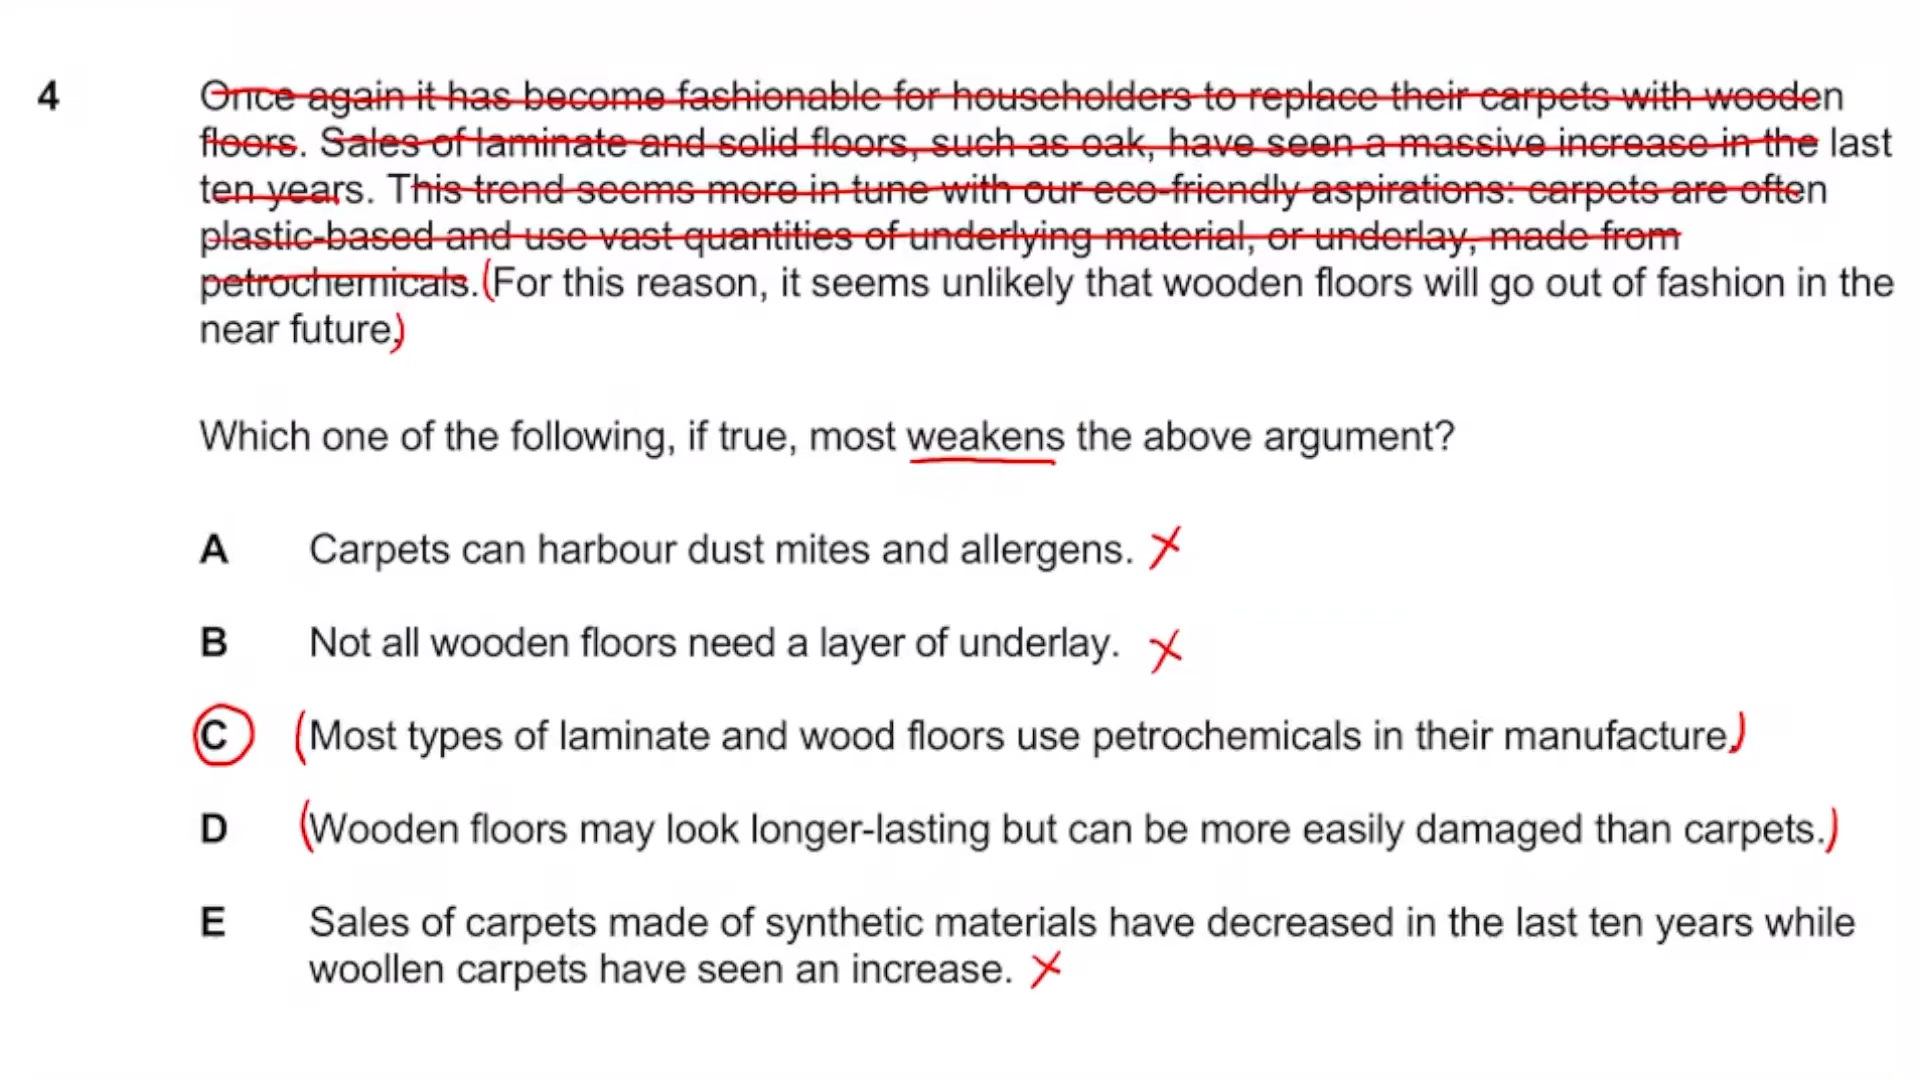 4 Once again it has become fashionable for householders to replace their carpets with wooden
floors. Sales of laminate and solid floors, such as oak, have seen a massive increase in the last
ten years. This trend seems more in tune with our eco-friendly aspirations: carpets are often
plastic-based and use vast quantities of underlying material, or underlay, made from
petrochemicals. (For this reason, it seems unlikely that wooden floors will go out of fashion in the
near future.)
Which one of the following, if true, most weakens the above argument?
A Carpets can harbour dust mites and allergens. X
B Not all wooden floors need a layer of underlay. X
C (Most types of laminate and wood floors use petrochemicals in their manufacture.)
D (Wooden floors may look longer-lasting but can be more easily damaged than carpets.)
E Sales of carpets made of synthetic materials have decreased in the last ten years while
woollen carpets have seen an increase. X